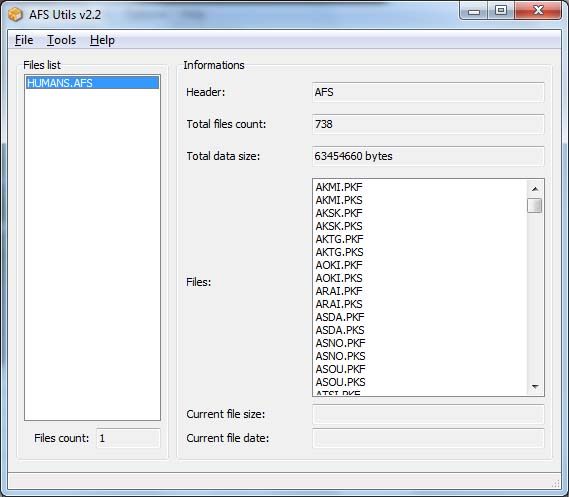 AFS Utils v2.2
File Tools Help
Files list
HUMANS.AFS
Files count: 1
Informations
Header: AFS
Total files count: 738
Total data size: 63454660 bytes
Files:
AKMI.PKF
AKMI.PKS
AKSK.PKF
AKSK.PKS
AKTG.PKF
AKTG.PKS
AOKI.PKF
AOKI.PKS
ARAI.PKF
ARAI.PKS
ASDA.PKF
ASDA.PKS
ASNO.PKF
ASNO.PKS
ASOU.PKF
ASOU.PKS
ATSI.PKF
Current file size:
Current file date: